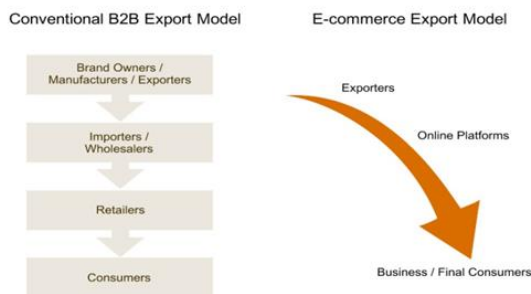 Conventional B2B Export Model
Brand Owners /
Manufacturers / Exporters
Importers /
Wholesalers
Retailers
Consumers
E-commerce Export Model
Exporters
Online Platforms
Business / Final Consumers